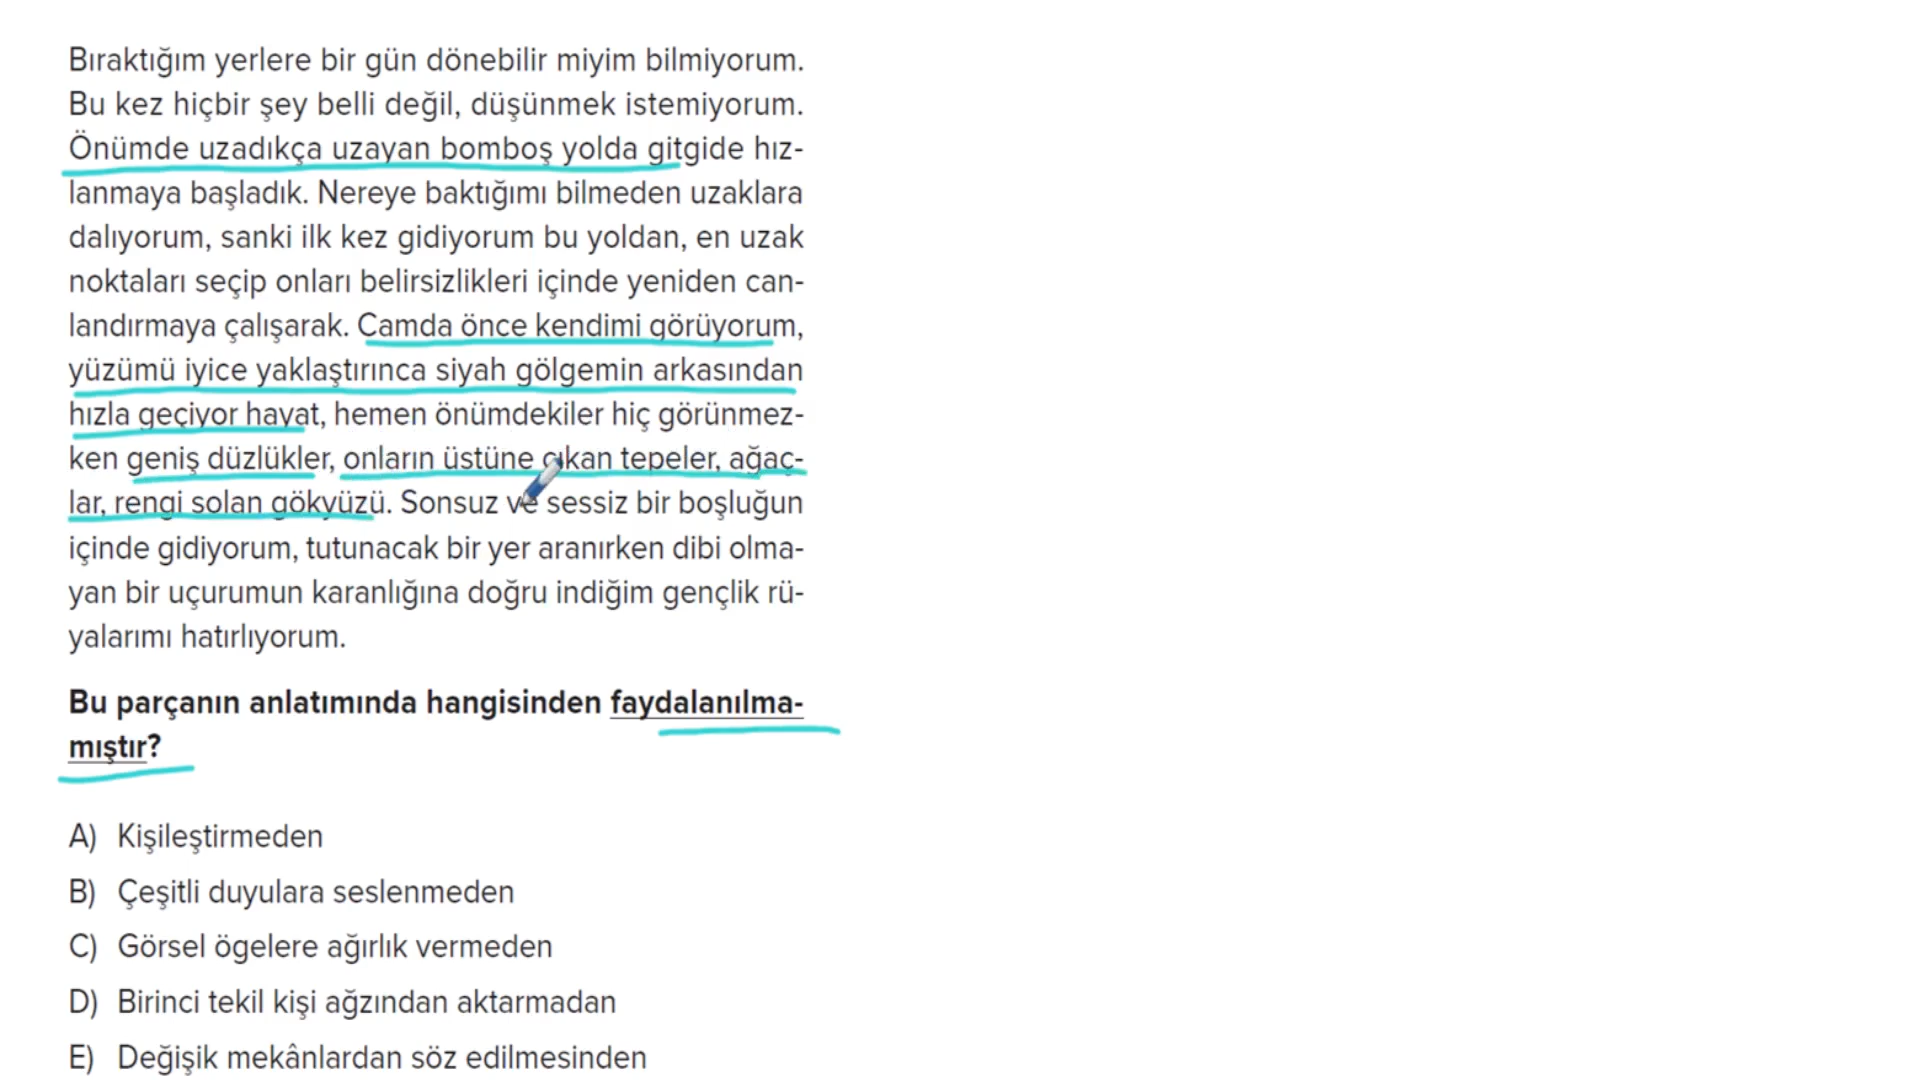 Bıraktığım yerlere bir gün dönebilir miyim bilmiyorum.
Bu kez hiçbir şey belli değil, düşünmek istemiyorum.
Önümde uzadıkça uzayan bomboş yolda gitgide hız-
lanmaya başladık. Nereye baktığımı bilmeden uzaklara
dalıyorum, sanki ilk kez gidiyorum bu yoldan, en uzak
noktaları seçip onları belirsizlikleri içinde yeniden can-
landırmaya çalışarak. Camda önce kendimi görüyorum,
yüzümü iyice yaklaştırınca siyah gölgemin arkasından
hızla geçiyor hayat, hemen önümdekiler hiç görünmez-
ken geniş düzlükler, onların üstüne çıkan tepeler, ağaç-
lar, rengi solan gökyüzü. Sonsuz ve sessiz bir boşluğun
içinde gidiyorum, tutunacak bir yer aranırken dibi olma-
yan bir uçurumun karanlığına doğru indiğim gençlik rü-
yalarımı hatırlıyorum.
Bu parçanın anlatımında hangisinden faydalanılma-
mıştır?
A) Kişileştirmeden
B) Çeşitli duyulara seslenmeden
C) Görsel ögelere ağırlık vermeden
D) Birinci tekil kişi ağzından aktarmadan
E) Değişik mekânlardan söz edilmesinden